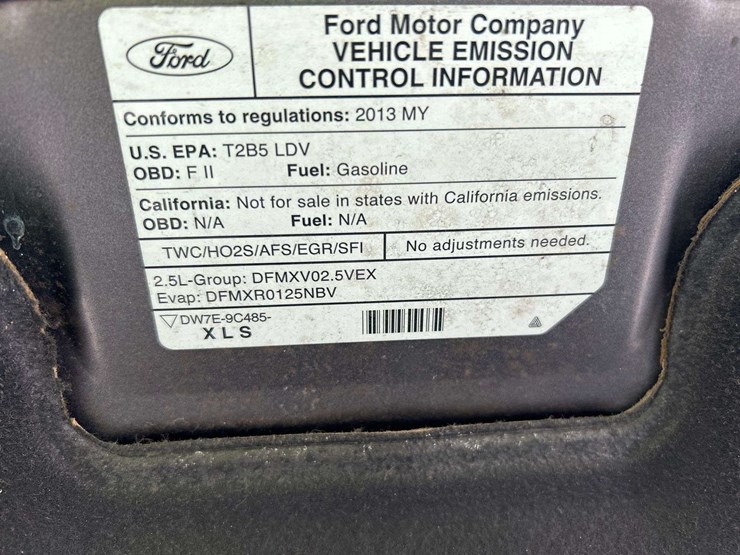 Ford
Ford Motor Company
VEHICLE EMISSION
CONTROL INFORMATION
Conforms to regulations: 2013 MY
U.S. EPA: T2B5 LDV
OBD: F II Fuel: Gasoline
California: Not for sale in states with California emissions.
OBD: N/A Fuel: N/A
TWC/HO2S/AFS/EGR/SFI No adjustments needed.
2.5L-Group: DFMXV02.5VEX
Evap: DFMXR0125NBV
DW7E-9C485-
X L S